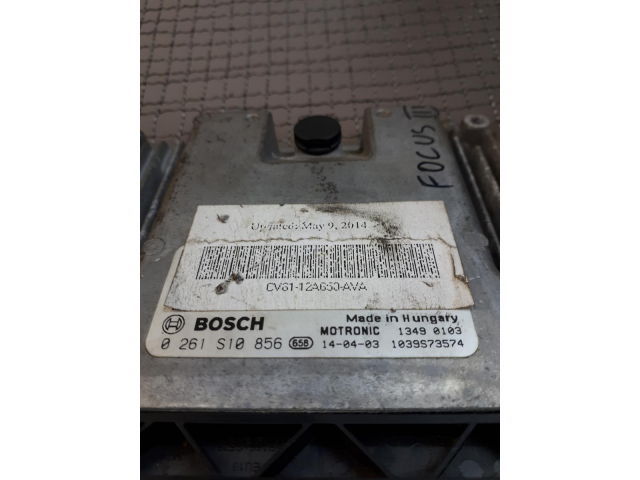 FOCUS III
Updated: May 9, 2014
CV61-12A650-AVA
BOSCH
Made in Hungary
MOTRONIC 1349 0103
0 261 S10 856 658 14-04-03 1039S73574